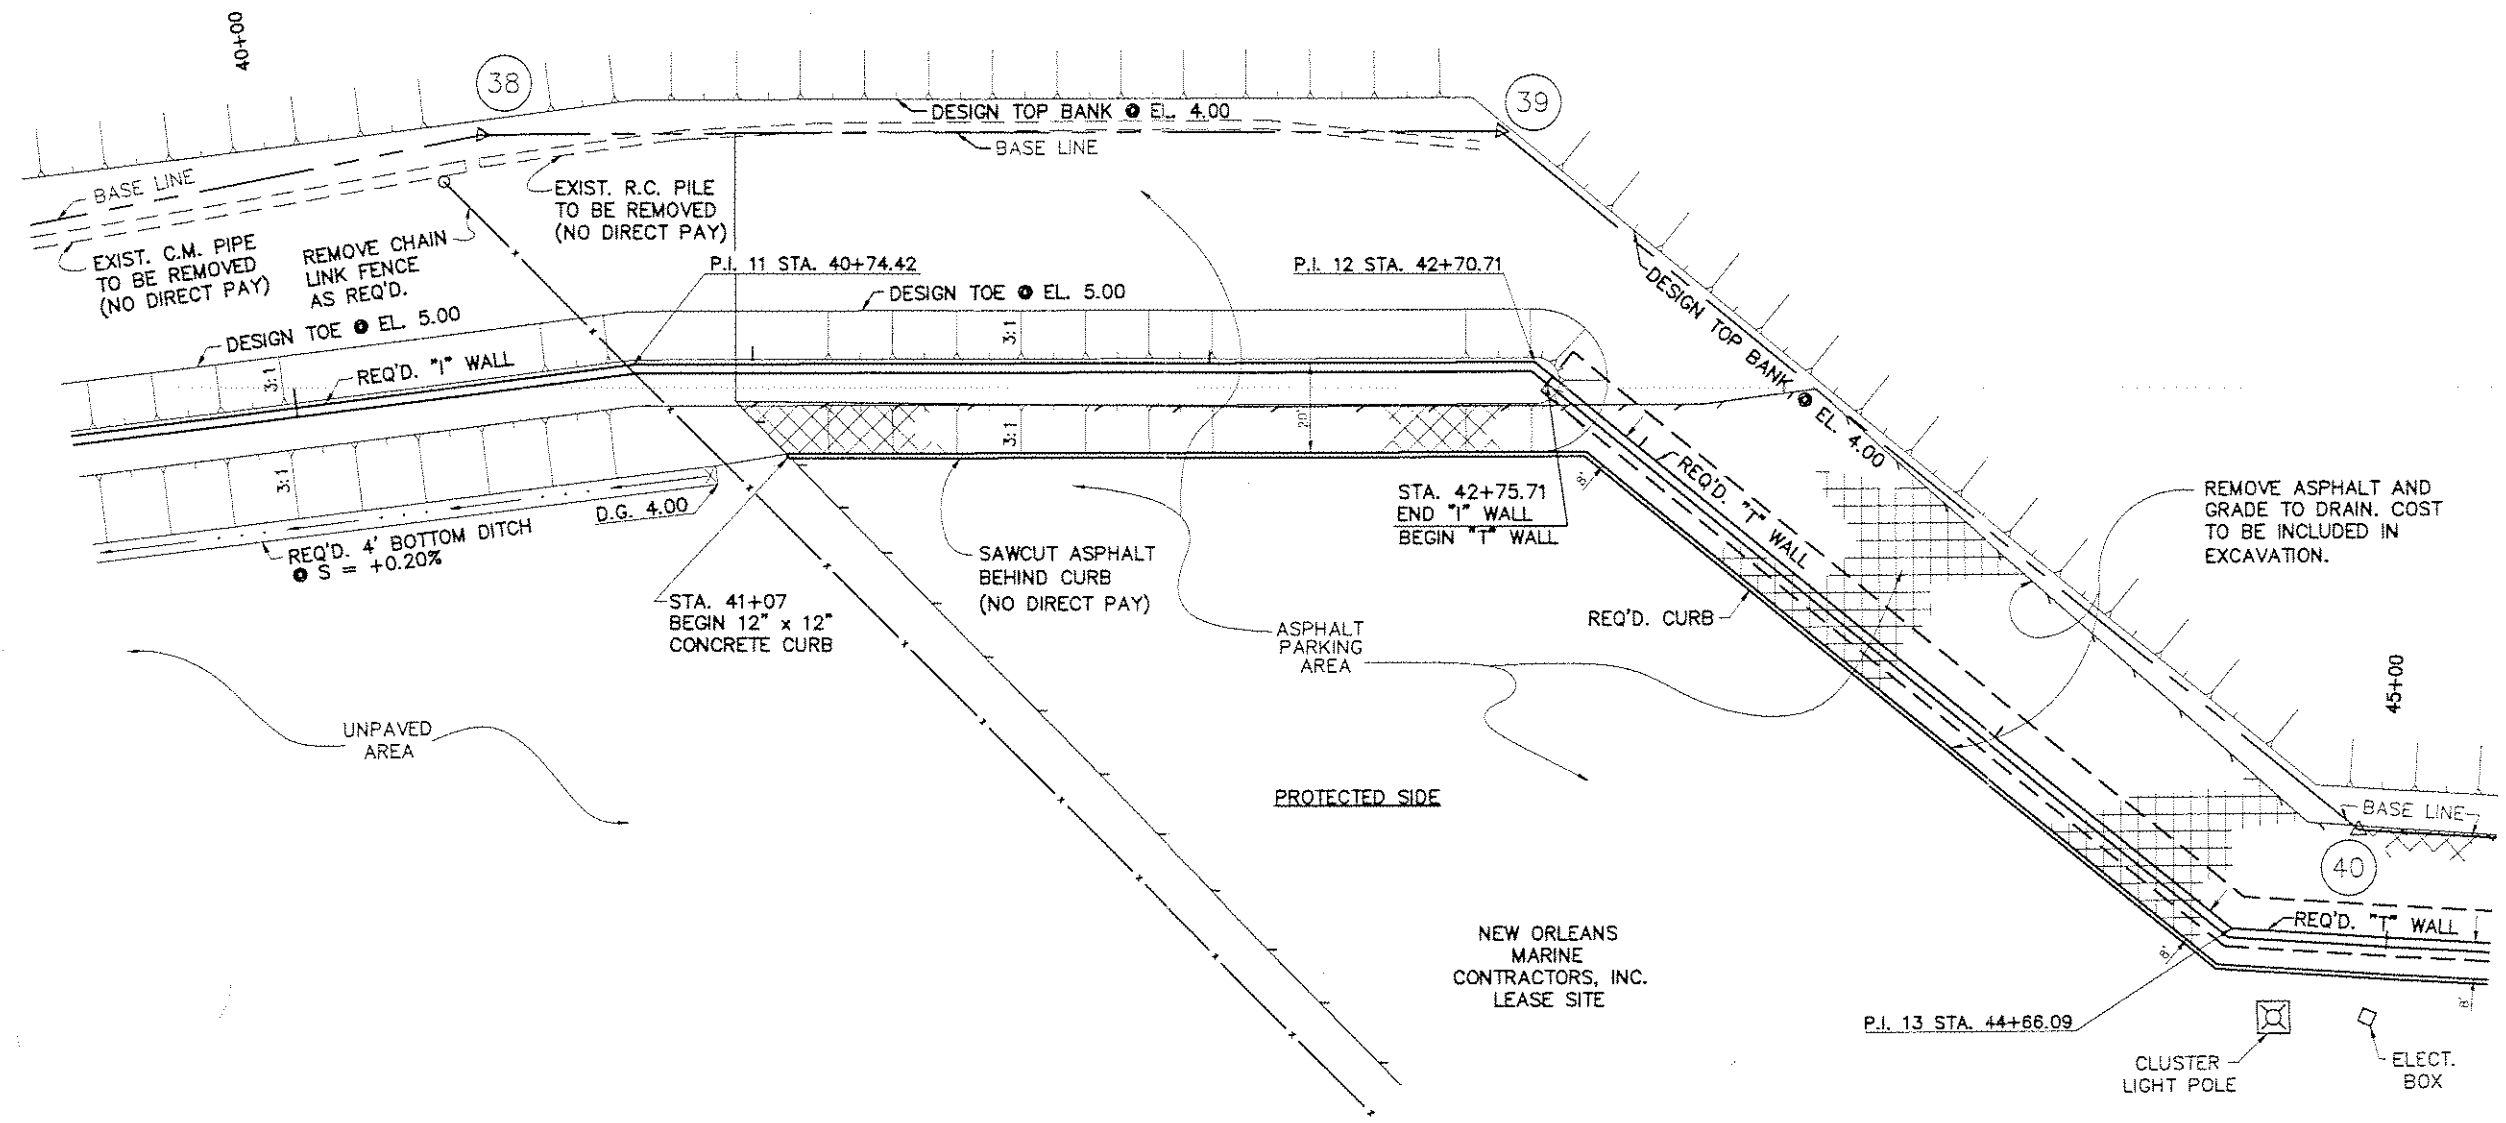 40+00
38
39
DESIGN TOP BANK @ EL. 4.00
BASE LINE
BASE LINE
EXIST. R.C. PILE
TO BE REMOVED
(NO DIRECT PAY)
EXIST. C.M. PIPE
TO BE REMOVED
(NO DIRECT PAY)
REMOVE CHAIN
LINK FENCE
AS REQ'D.
P.I. 11 STA. 40+74.42
P.I. 12 STA. 42+70.71
DESIGN TOE @ EL. 5.00
DESIGN TOE @ EL. 5.00
DESIGN TOP BANK @ EL. 4.00
3:1
3:1
REQ'D. "I" WALL
3:1
3:1
20'
REQ'D. "T" WALL
8'
D.G. 4.00
REQ'D. 4' BOTTOM DITCH
@ S = +0.20%
STA. 42+75.71
END "I" WALL
BEGIN "T" WALL
REMOVE ASPHALT AND
GRADE TO DRAIN. COST
TO BE INCLUDED IN
EXCAVATION.
SAWCUT ASPHALT
BEHIND CURB
(NO DIRECT PAY)
STA. 41+07
BEGIN 12" x 12"
CONCRETE CURB
REQ'D. CURB
ASPHALT
PARKING
AREA
45+00
UNPAVED
AREA
PROTECTED SIDE
BASE LINE
40
REQ'D. "T" WALL
8'
8'
NEW ORLEANS
MARINE
CONTRACTORS, INC.
LEASE SITE
P.I. 13 STA. 44+66.09
CLUSTER
LIGHT POLE
ELECT.
BOX